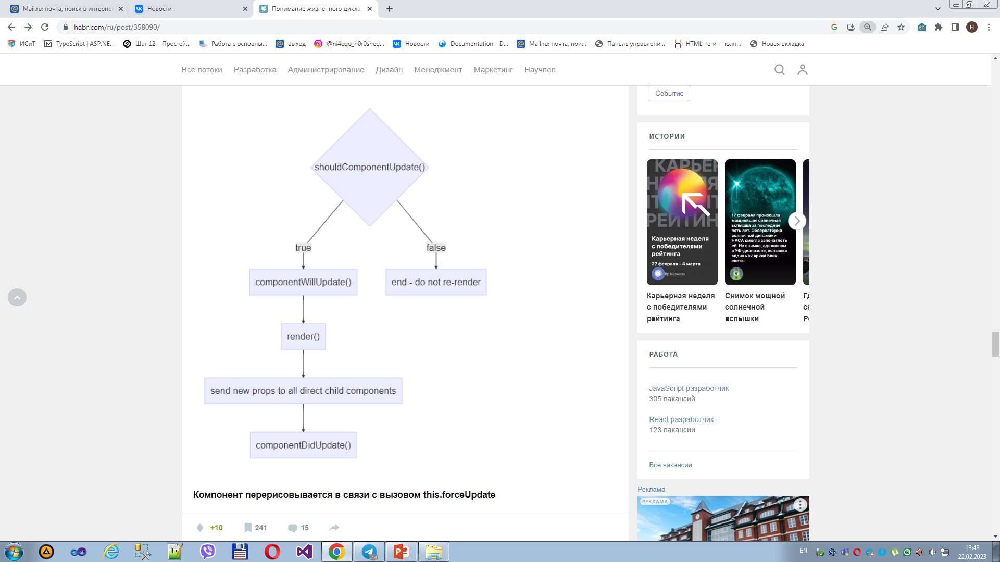 Mail.ru: почта, поиск в интернет
Новости
Понимание жизненного цикла
habr.com/ru/post/358090/
H
ИСиТ
TypeScript | ASP.NE...
Шаг 12 – Простей...
Работа с основны...
выход
@ni4ego_h0r0sheg...
Новости
Documentation - D...
Mail.ru: почта, пои...
Панель управлени...
HTML-теги - полн...
Новая вкладка
Все потоки
Разработка
Администрирование
Дизайн
Менеджмент
Маркетинг
Научпоп
shouldComponentUpdate()
true
false
componentWillUpdate()
end - do not re-render
render()
send new props to all direct child components
componentDidUpdate()
Компонент перерисовывается в связи с вызовом this.forceUpdate
+10
241
15
Событие
ИСТОРИИ
Карьерная неделя
с победителями
рейтинга
27 февраля - 4 марта
17 февраля произошла
мощнейшая солнечная
вспышка за последние
пять лет. Обсерватория
солнечной динамики
НАСА смогла запечатлеть
её. На снимке, сделанном
в УФ-диапазоне, вспышка
видна как яркий блик
света.
Карьерная неделя
с победителями
рейтинга
Снимок мощной
солнечной
вспышки
РАБОТА
JavaScript разработчик
305 вакансий
React разработчик
123 вакансии
Все вакансии
Реклама
РЕКЛАМА
EN
13:43
22.02.2023